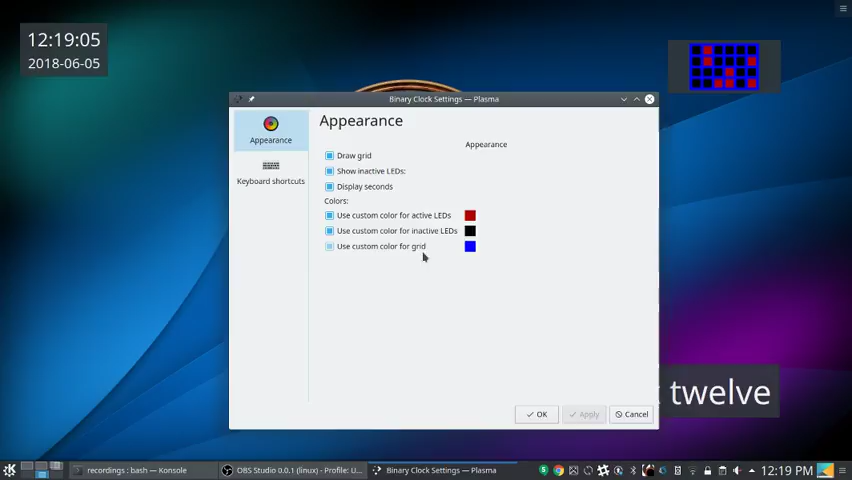 12:19:05
2018-06-05
Binary Clock Settings — Plasma
Appearance
Keyboard shortcuts
Appearance
Appearance
Draw grid
Show inactive LEDs:
Display seconds
Colors:
Use custom color for active LEDs
Use custom color for inactive LEDs
Use custom color for grid
OK
Apply
Cancel
twelve
recordings : bash — Konsole
OBS Studio 0.0.1 (linux) - Profile: U...
Binary Clock Settings — Plasma
12:19 PM